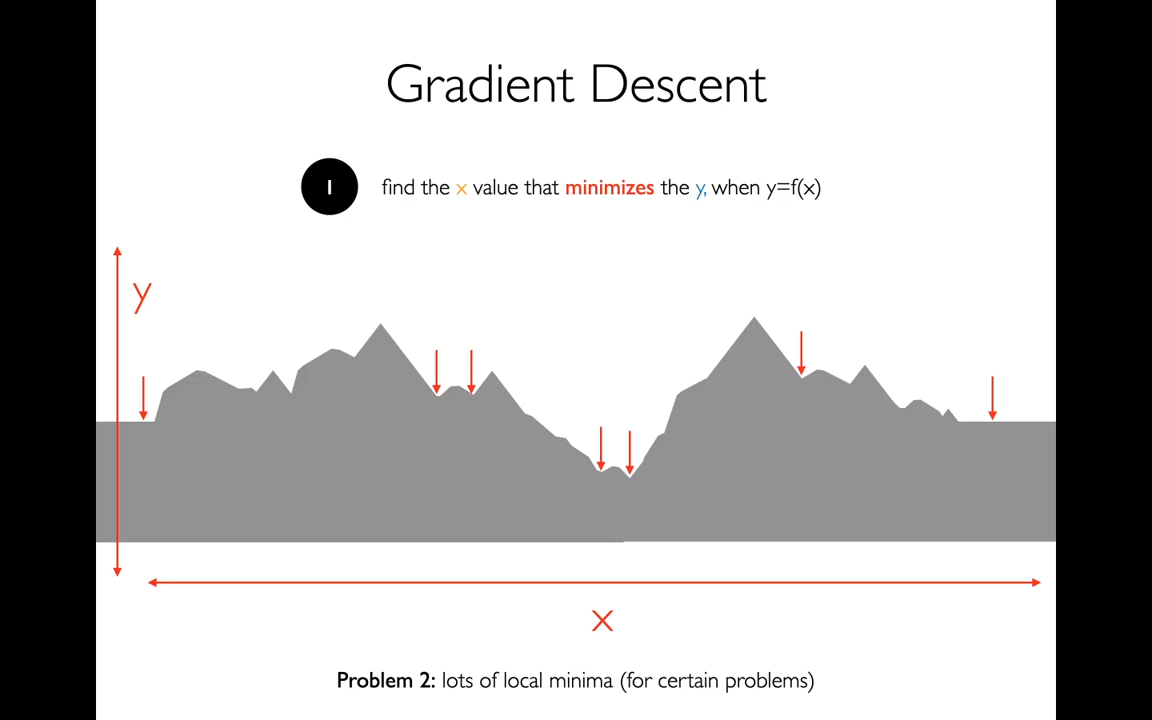 Gradient Descent
1 find the x value that minimizes the y, when y=f(x)
y
x
Problem 2: lots of local minima (for certain problems)